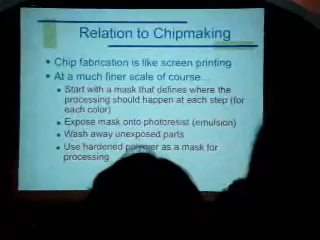 Relation to Chipmaking
Chip fabrication is like screen printing
At a much finer scale of course...
Start with a mask that defines where the
processing should happen at each step (for
each color)
Expose mask onto photoresist (emulsion)
Wash away unexposed parts
Use hardened polymer as a mask for
processing